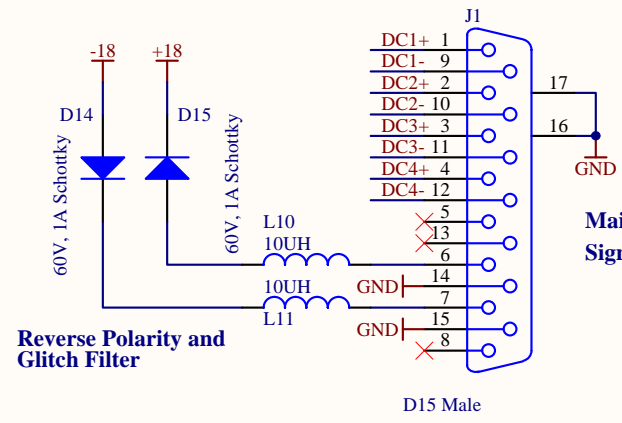 J1
-18 +18
D14 D15
60V, 1A Schottky
60V, 1A Schottky
DC1+ 1
DC1- 9
DC2+ 2
DC2- 10
DC3+ 3
DC3- 11
DC4+ 4
DC4- 12
5
13
6
GND 14
7
GND 15
8
17
16
GND
L10
10UH
10UH
L11
Mai
Sign
Reverse Polarity and
Glitch Filter
D15 Male